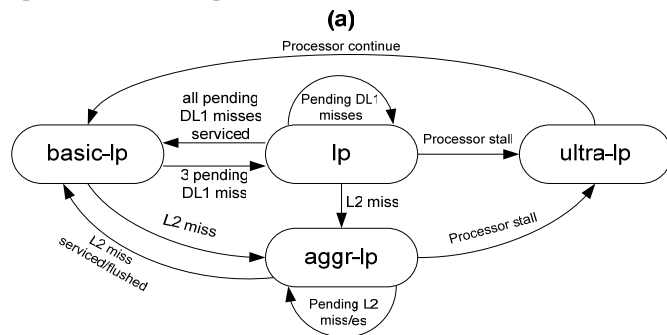 (a)
Processor continue
all pending
DL1 misses
serviced
Pending DL1
misses
basic-lp
lp
Processor stall
ultra-lp
3 pending
DL1 miss
L2 miss
L2 miss
L2 miss
serviced/flushed
aggr-lp
Processor stall
Pending L2
miss/es